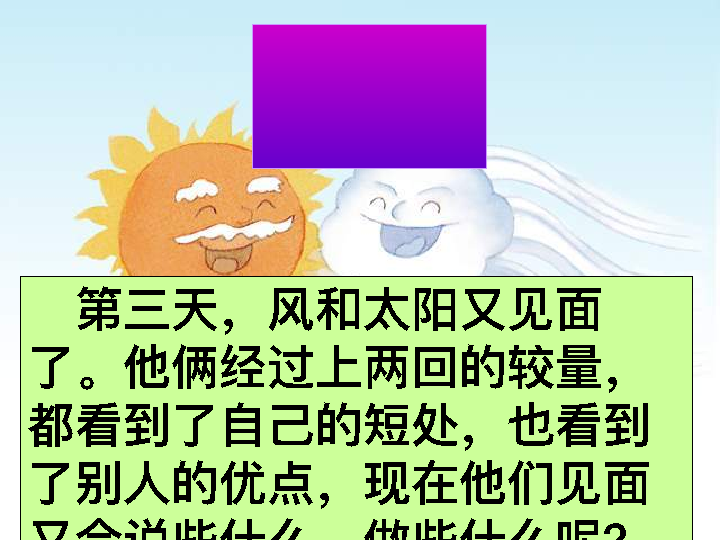 第三天，风和太阳又见面
了。他俩经过上两回的较量，
都看到了自己的短处，也看到
了别人的优点，现在他们见面
又会说些什么，做些什么呢？